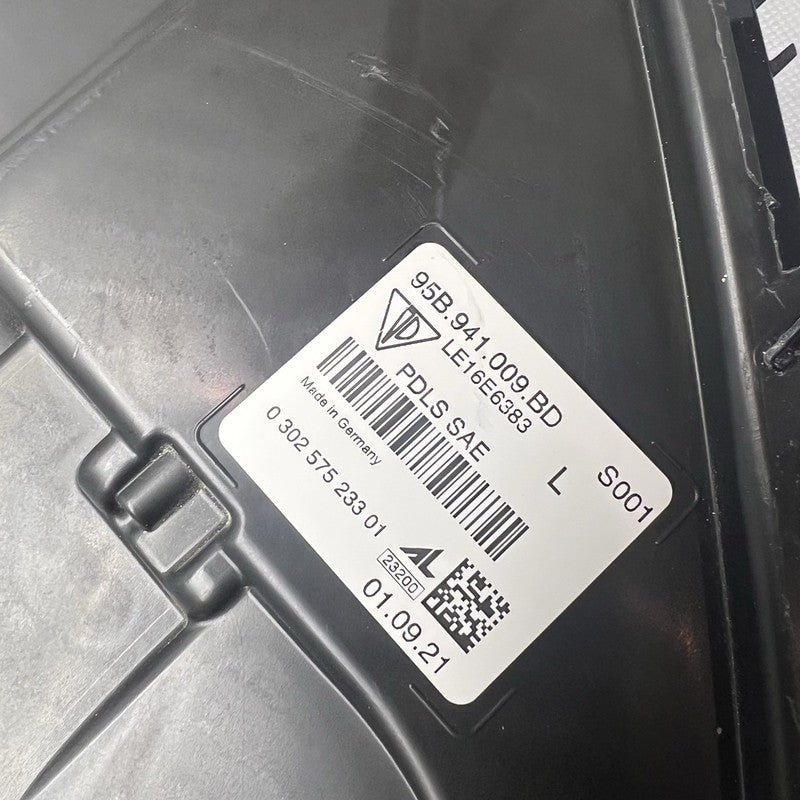 95B.941.009.BD
LE16E6383
PDLS SAE
L
S001
Made in Germany
0 302 575 233 01
AL
23200
01.09.21